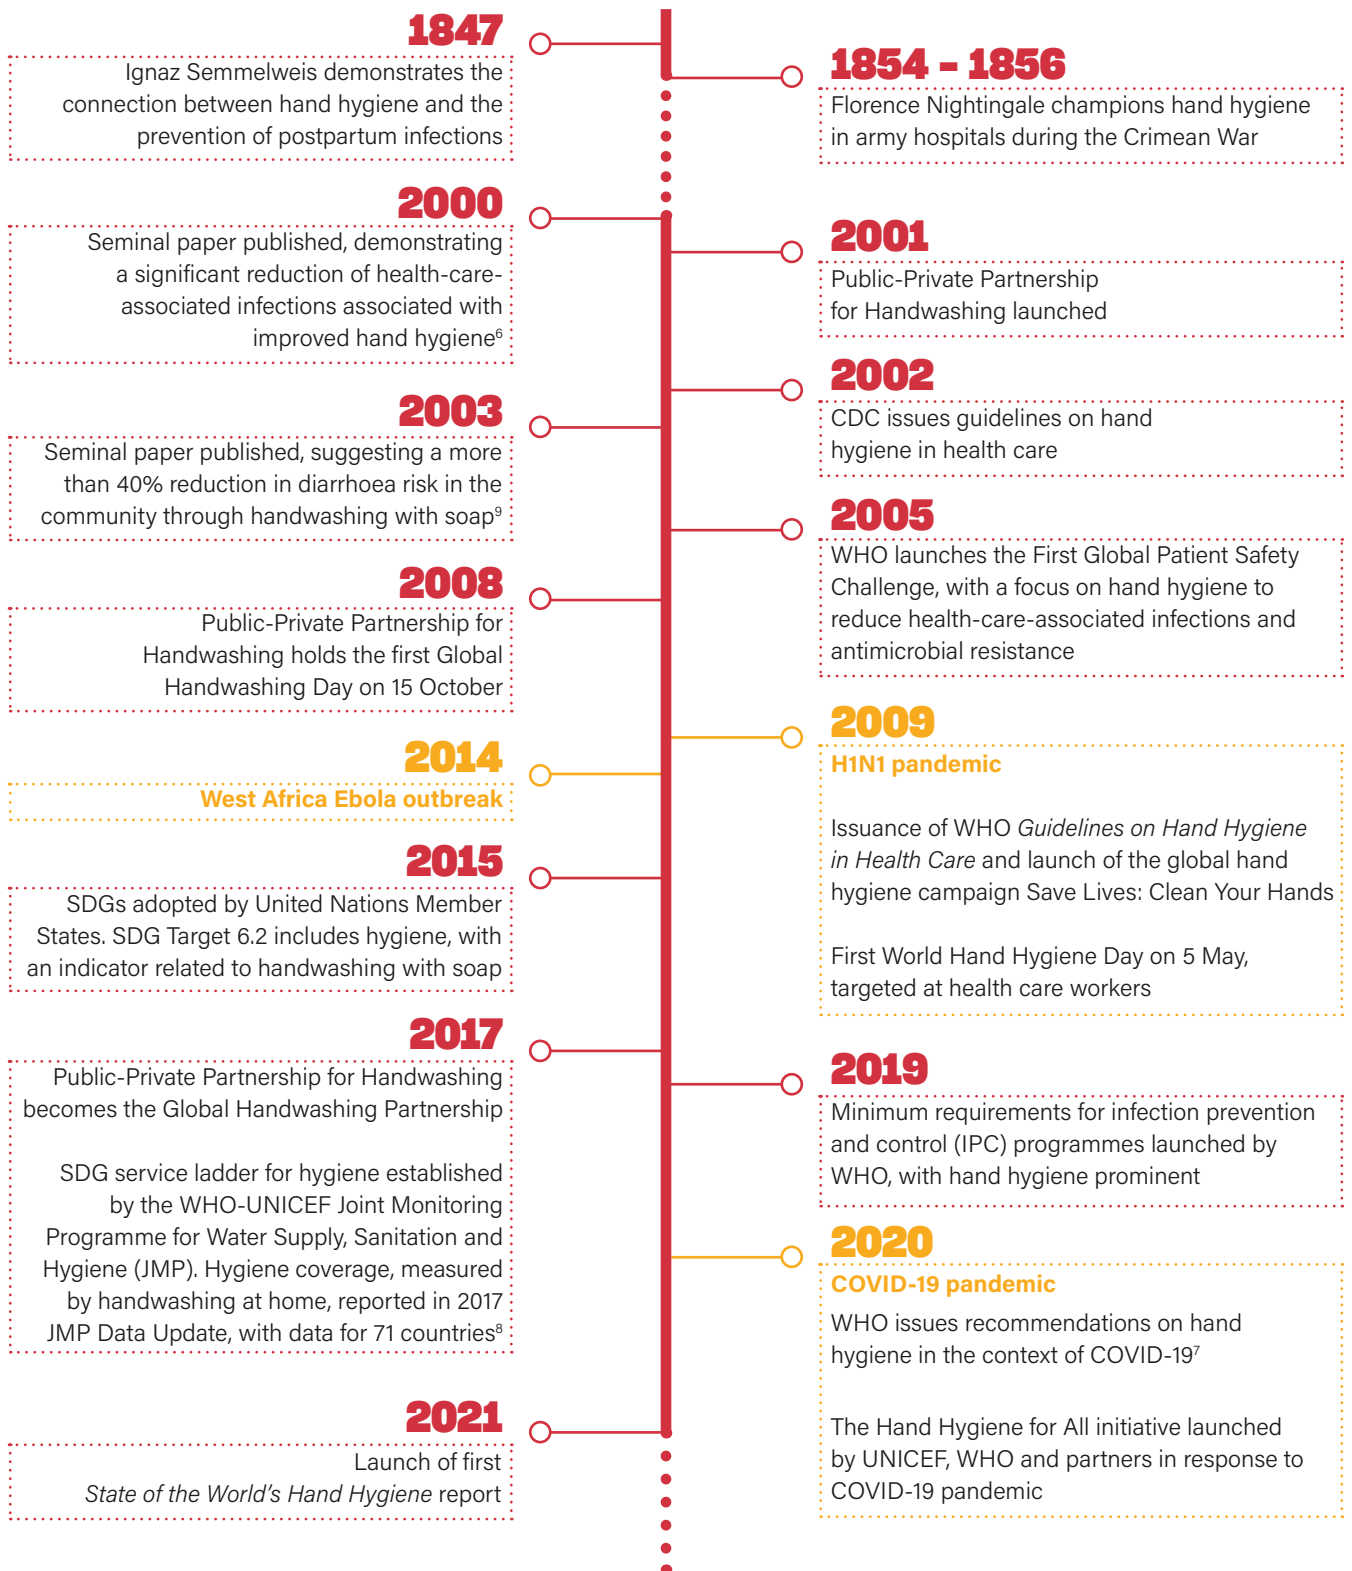 1847
Ignaz Semmelweis demonstrates the
connection between hand hygiene and the
prevention of postpartum infections
1854 – 1856
Florence Nightingale champions hand hygiene
in army hospitals during the Crimean War
2000
Seminal paper published, demonstrating
a significant reduction of health-care-
associated infections associated with
improved hand hygiene⁶
2001
Public-Private Partnership
for Handwashing launched
2002
CDC issues guidelines on hand
hygiene in health care
2003
Seminal paper published, suggesting a more
than 40% reduction in diarrhoea risk in the
community through handwashing with soap⁹
2005
WHO launches the First Global Patient Safety
Challenge, with a focus on hand hygiene to
reduce health-care-associated infections and
antimicrobial resistance
2008
Public-Private Partnership for
Handwashing holds the first Global
Handwashing Day on 15 October
2009
H1N1 pandemic
Issuance of WHO Guidelines on Hand Hygiene
in Health Care and launch of the global hand
hygiene campaign Save Lives: Clean Your Hands
First World Hand Hygiene Day on 5 May,
targeted at health care workers
2014
West Africa Ebola outbreak
2015
SDGs adopted by United Nations Member
States. SDG Target 6.2 includes hygiene, with
an indicator related to handwashing with soap
2017
Public-Private Partnership for Handwashing
becomes the Global Handwashing Partnership
SDG service ladder for hygiene established
by the WHO-UNICEF Joint Monitoring
Programme for Water Supply, Sanitation and
Hygiene (JMP). Hygiene coverage, measured
by handwashing at home, reported in 2017
JMP Data Update, with data for 71 countries⁸
2019
Minimum requirements for infection prevention
and control (IPC) programmes launched by
WHO, with hand hygiene prominent
2020
COVID-19 pandemic
WHO issues recommendations on hand
hygiene in the context of COVID-19⁷
The Hand Hygiene for All initiative launched
by UNICEF, WHO and partners in response to
COVID-19 pandemic
2021
Launch of first
State of the World's Hand Hygiene report